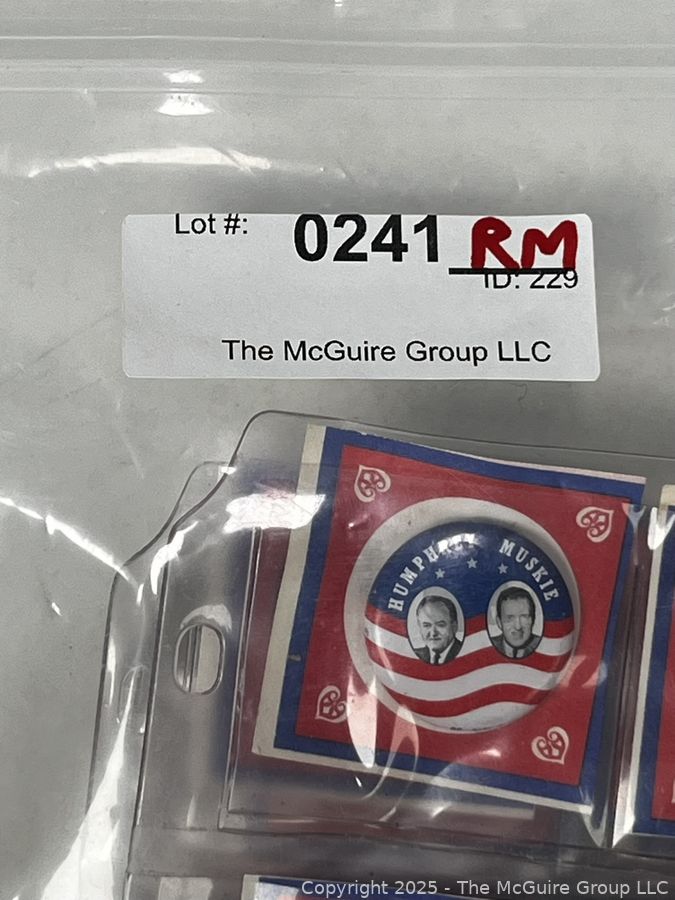 Lot #: 0241 RM
ID: 229
The McGuire Group LLC
HUMPHREY MUSKIE
Copyright 2025 - The McGuire Group LLC